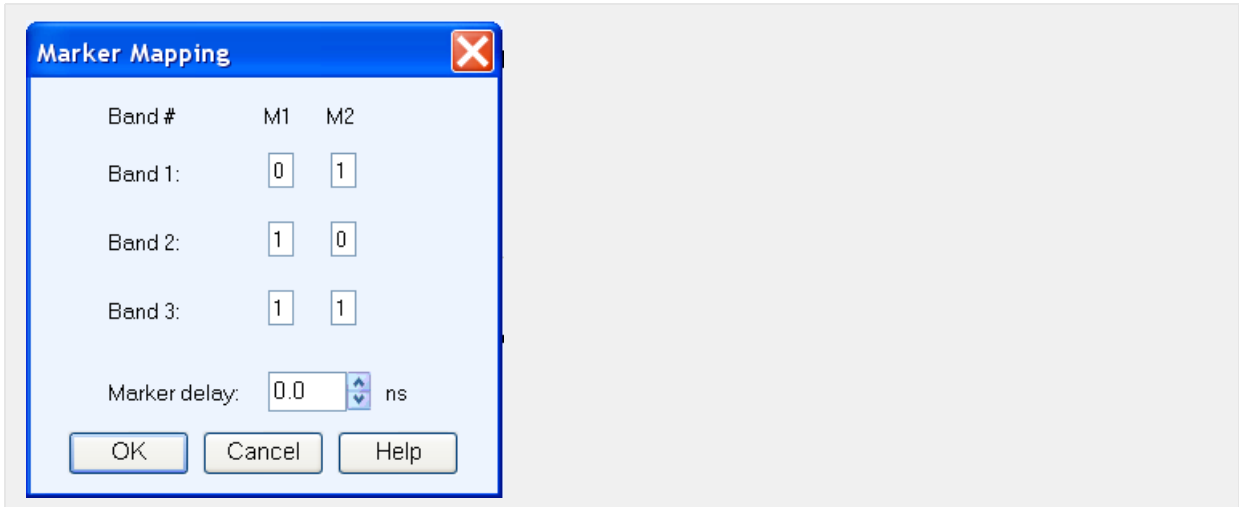 Marker Mapping
Band # M1 M2
Band 1: 0 1
Band 2: 1 0
Band 3: 1 1
Marker delay: 0.0 ns
OK Cancel Help